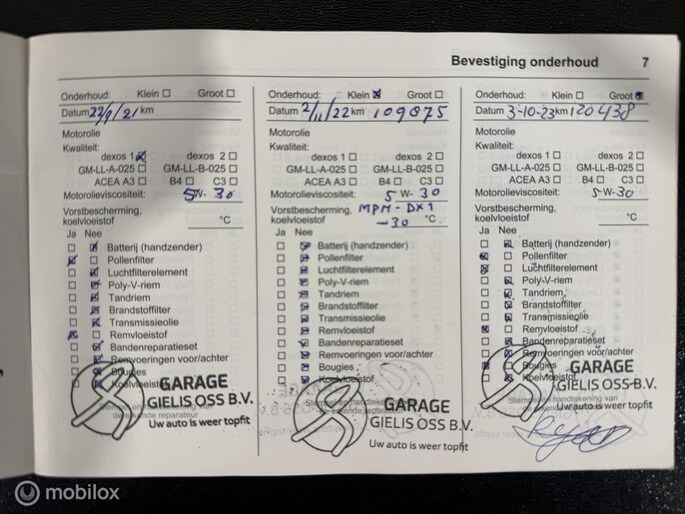 Bevestiging onderhoud 7
Onderhoud: Klein ☐ Groot ☐
Datum 22/9/21 km
Motorolie
Kwaliteit:
dexos 1 ☒ dexos 2 ☐
GM-LL-A-025 ☐ GM-LL-B-025 ☐
ACEA A3 ☐ B4 ☐ C3 ☐
Motorolieviscositeit: 5W-30
Vorstbescherming, koelvloeistof °C
Ja Nee
☐ ☒ Batterij (handzender)
☒ ☐ Pollenfilter
☐ ☒ Luchtfilterelement
☐ ☒ Poly-V-riem
☐ ☒ Tandriem
☐ ☒ Brandstoffilter
☐ ☒ Transmissieolie
☒ ☐ Remvloeistof
☐ ☒ Bandenreparatieset
☐ ☒ Remvoeringen voor/achter
Bougies
Koelvloeistof
GARAGE
GIELIS OSS B.V.
Uw auto is weer topfit
Onderhoud: Klein ☒ Groot ☐
Datum 2/11/22 km 109875
Motorolie
Kwaliteit:
dexos 1 ☐ dexos 2 ☐
GM-LL-A-025 ☐ GM-LL-B-025 ☐
ACEA A3 ☐ B4 ☐ C3 ☐
Motorolieviscositeit: 5 W-30
Vorstbescherming, MPM-DX1
koelvloeistof -30 °C
Ja Nee
☐ ☒ Batterij (handzender)
☐ ☒ Pollenfilter
☐ ☒ Luchtfilterelement
☐ ☒ Poly-V-riem
☐ ☒ Tandriem
☐ ☒ Brandstoffilter
☐ ☒ Transmissieolie
☐ ☒ Remvloeistof
☐ ☒ Bandenreparatieset
☐ ☒ Remvoeringen voor/achter
☐ ☒ Bougies
☐ ☒ Koelvloeistof
GARAGE
GIELIS OSS B.V.
Uw auto is weer topfit
Onderhoud: Klein ☐ Groot ☒
Datum 3-10-23 km 120438
Motorolie
Kwaliteit:
dexos 1 ☐ dexos 2 ☐
GM-LL-A-025 ☐ GM-LL-B-025 ☐
ACEA A3 ☐ B4 ☐ C3 ☐
Motorolieviscositeit: 5W-30
Vorstbescherming, koelvloeistof °C
Ja Nee
☐ ☒ Batterij (handzender)
☒ ☐ Pollenfilter
☒ ☐ Luchtfilterelement
☐ ☒ Poly-V-riem
☐ ☒ Tandriem
☐ ☒ Brandstoffilter
☐ ☒ Transmissieolie
☒ ☐ Remvloeistof
☐ ☒ Bandenreparatieset
☐ ☒ Remvoeringen voor/achter
☒ ☐ Bougies
☐ ☒ Koelvloeistof
GARAGE
GIELIS OSS B.V.
Uw auto is weer topfit
mobilox